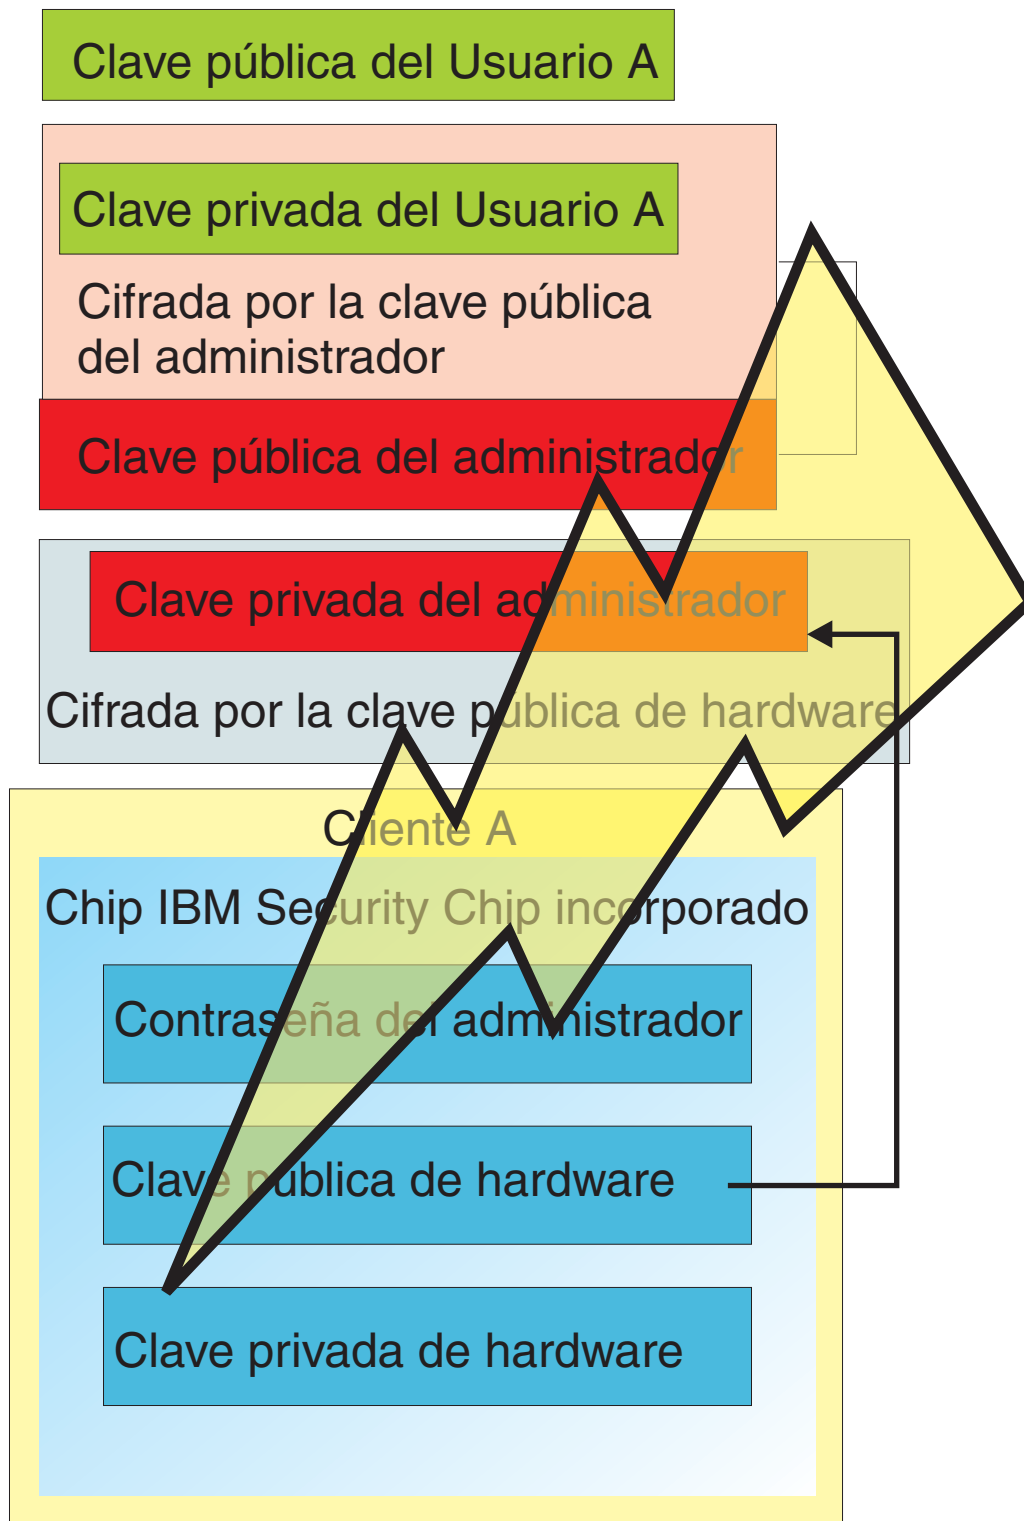 Clave pública del Usuario A
Clave privada del Usuario A
Cifrada por la clave pública
del administrador
Clave pública del administrador
Clave privada del administrador
Cifrada por la clave pública de hardware
Cliente A
Chip IBM Security Chip incorporado
Contraseña del administrador
Clave pública de hardware
Clave privada de hardware